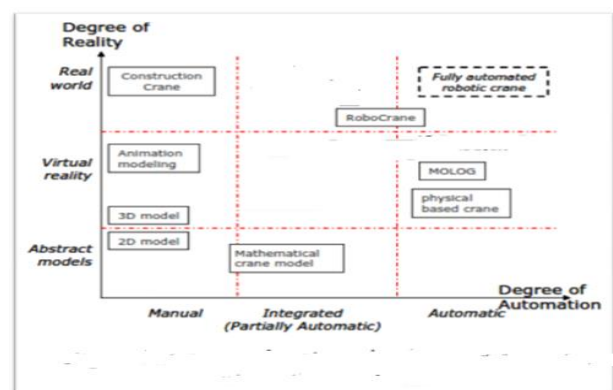 Degree of
Reality
Real
world
Construction
Crane
Fully automated
robotic crane
RoboCrane
Virtual
reality
Animation
modeling
MOLOG
physical
based crane
3D model
2D model
Abstract
models
Mathematical
crane model
Degree of
Automation
Manual
Integrated
(Partially Automatic)
Automatic